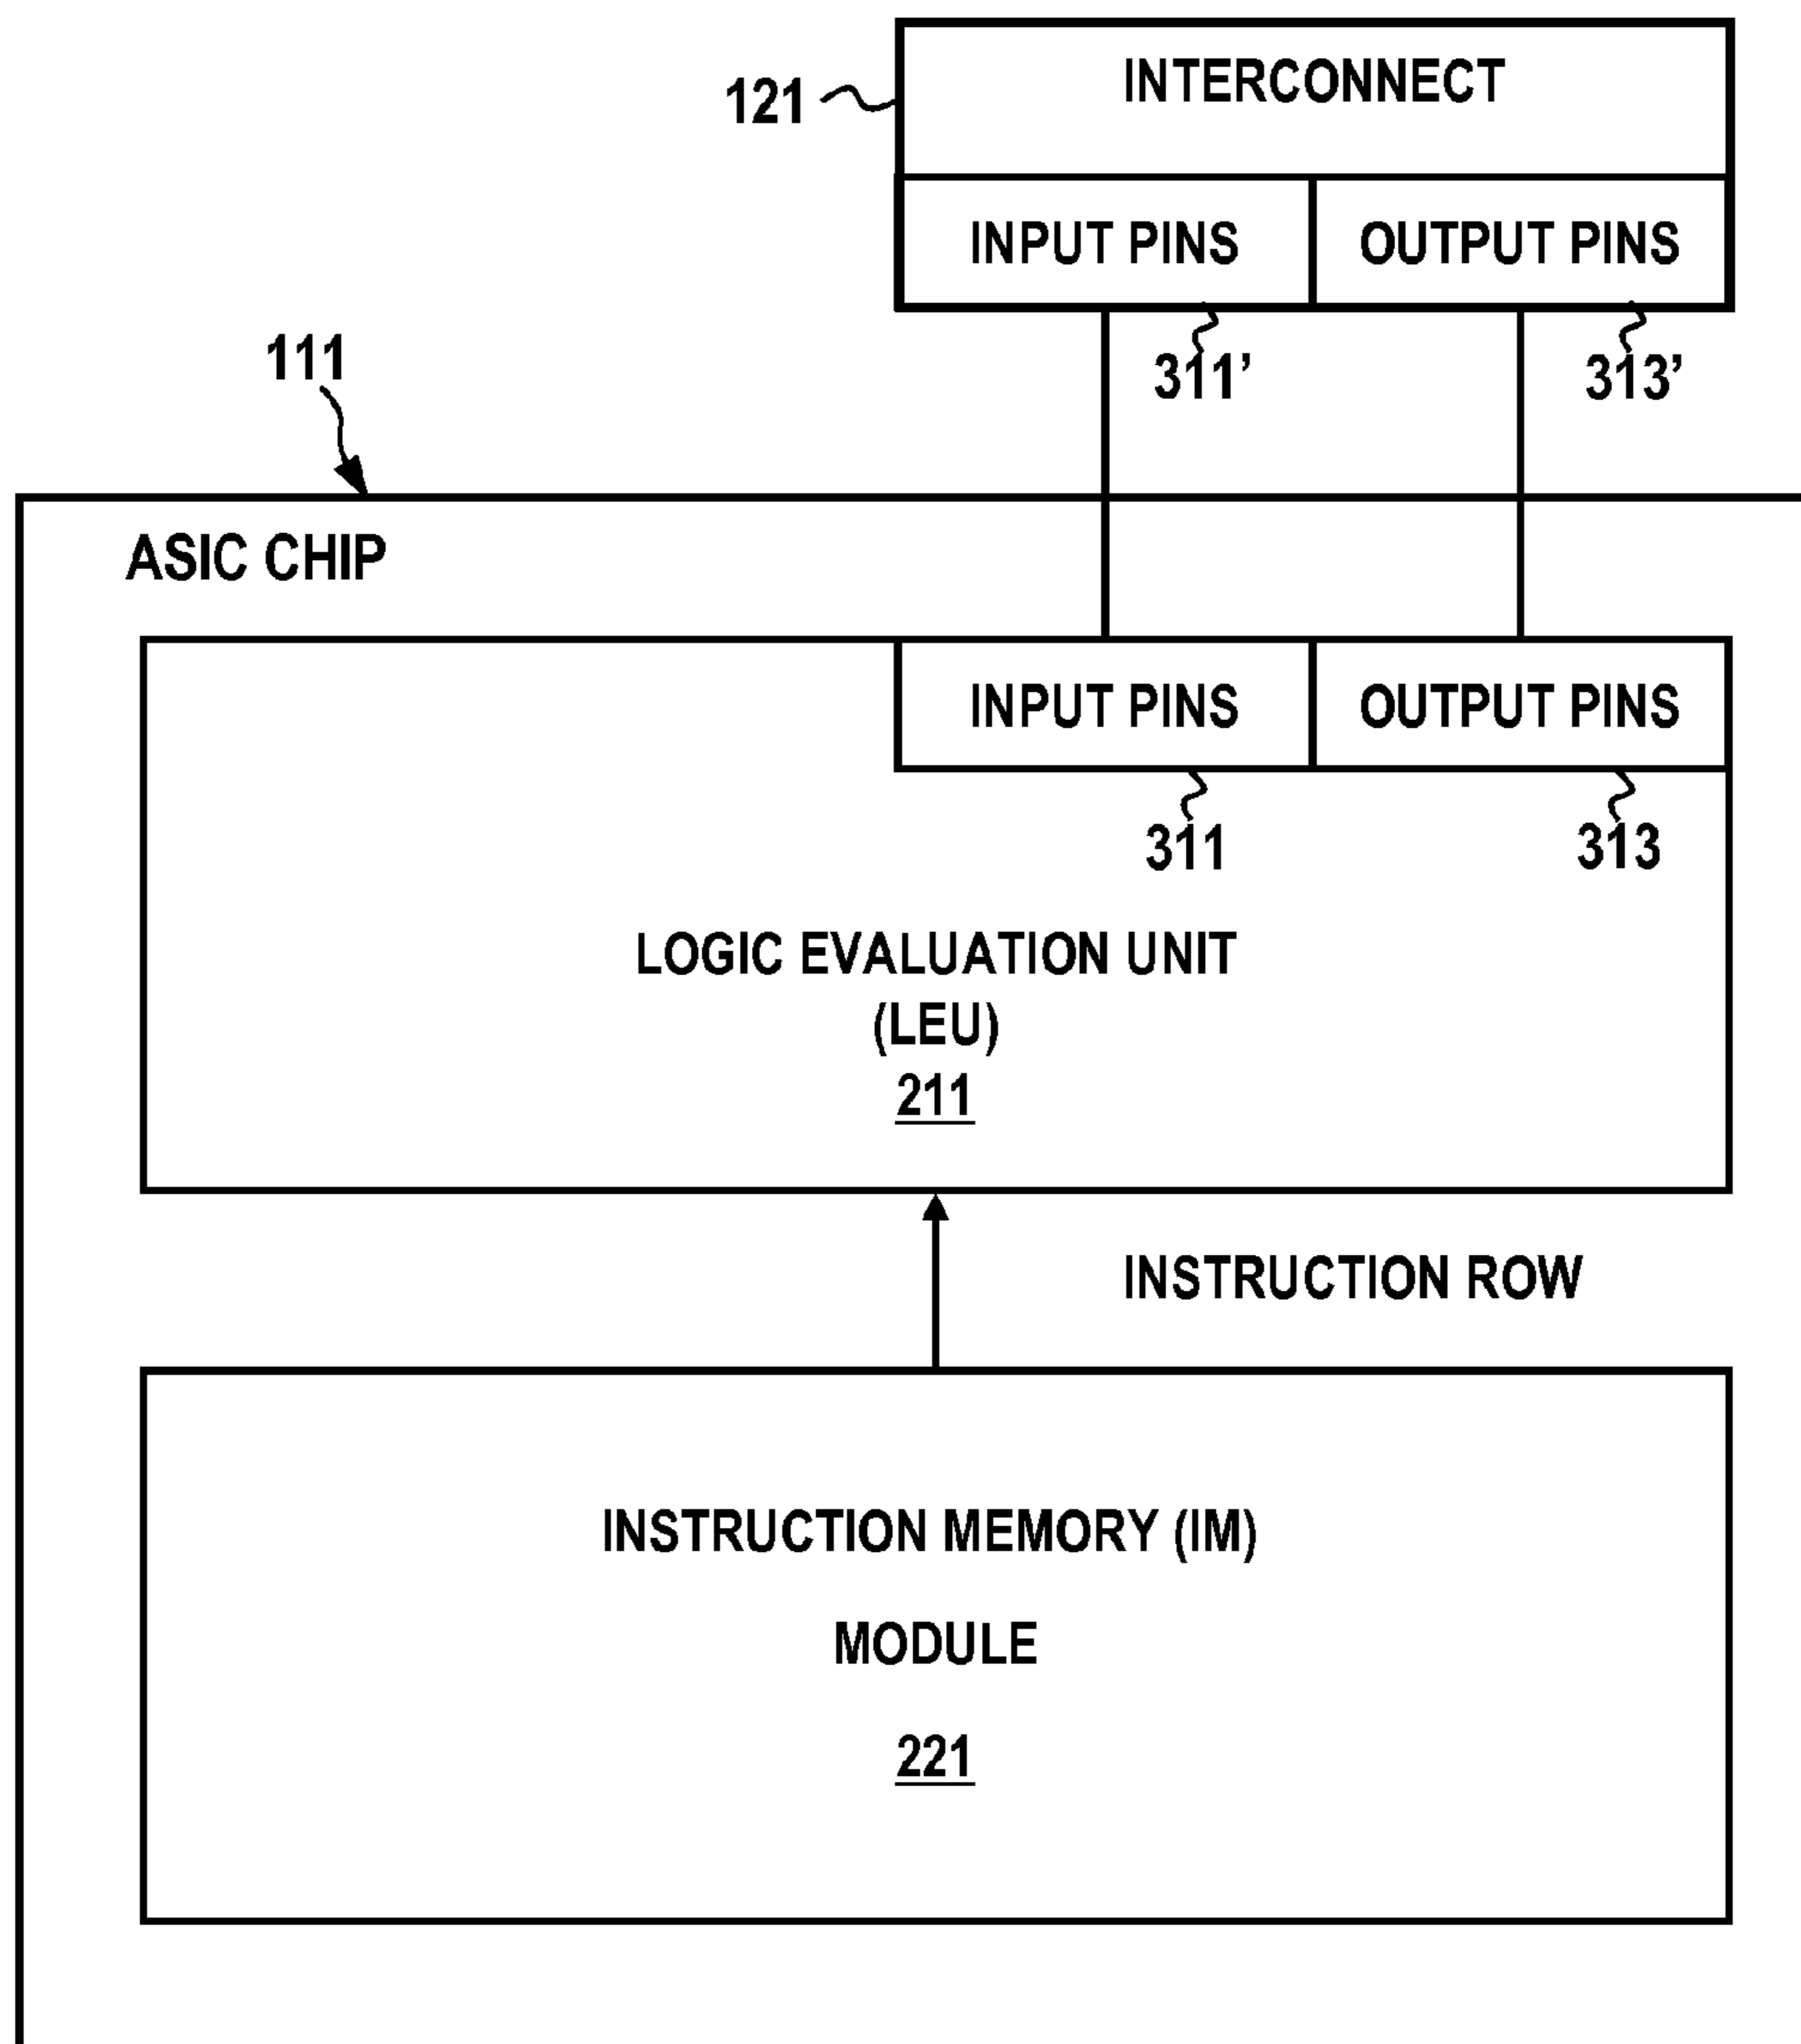 INTERCONNECT
121
INPUT PINS OUTPUT PINS
311’ 313’
111
ASIC CHIP
INPUT PINS OUTPUT PINS
311 313
LOGIC EVALUATION UNIT
(LEU)
211
INSTRUCTION ROW
INSTRUCTION MEMORY (IM)
MODULE
221